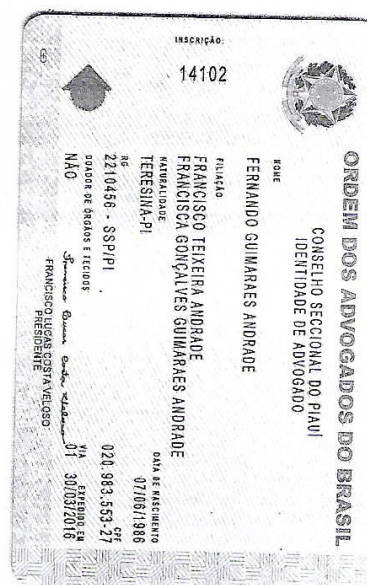 ORDEM DOS ADVOGADOS DO BRASIL
CONSELHO SECCIONAL DO PIAUÍ
IDENTIDADE DE ADVOGADO
INSCRIÇÃO:
14102
NOME
FERNANDO GUIMARAES ANDRADE
FILIAÇÃO
FRANCISCO TEIXEIRA ANDRADE
FRANCISCA GONÇALVES GUIMARAES ANDRADE
NATURALIDADE
TERESINA-PI
DATA DE NASCIMENTO
07/06/1986
RG
2210456 - SSP/PI
CPF
020.983.553-27
DOADOR DE ÓRGÃOS E TECIDOS
NÃO
VIA
01
EXPEDIDO EM
30/03/2016
FRANCISCO LUCAS COSTA VELOSO
PRESIDENTE